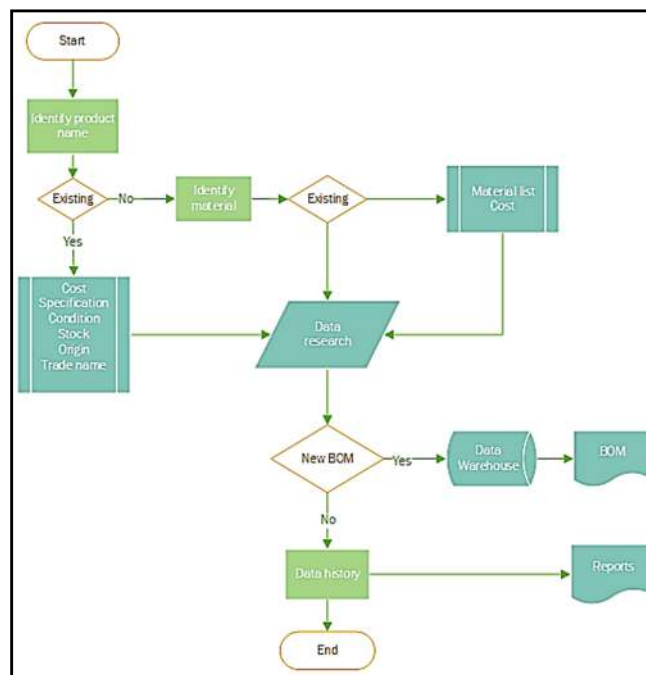 Start
Identify product
name
Existing
No
Identify
material
Existing
Material list
Cost
Yes
Cost
Specification
Condition
Stock
Origin
Trade name
Data
research
New BOM
Yes
Data
Warehouse
BOM
No
Data history
Reports
End